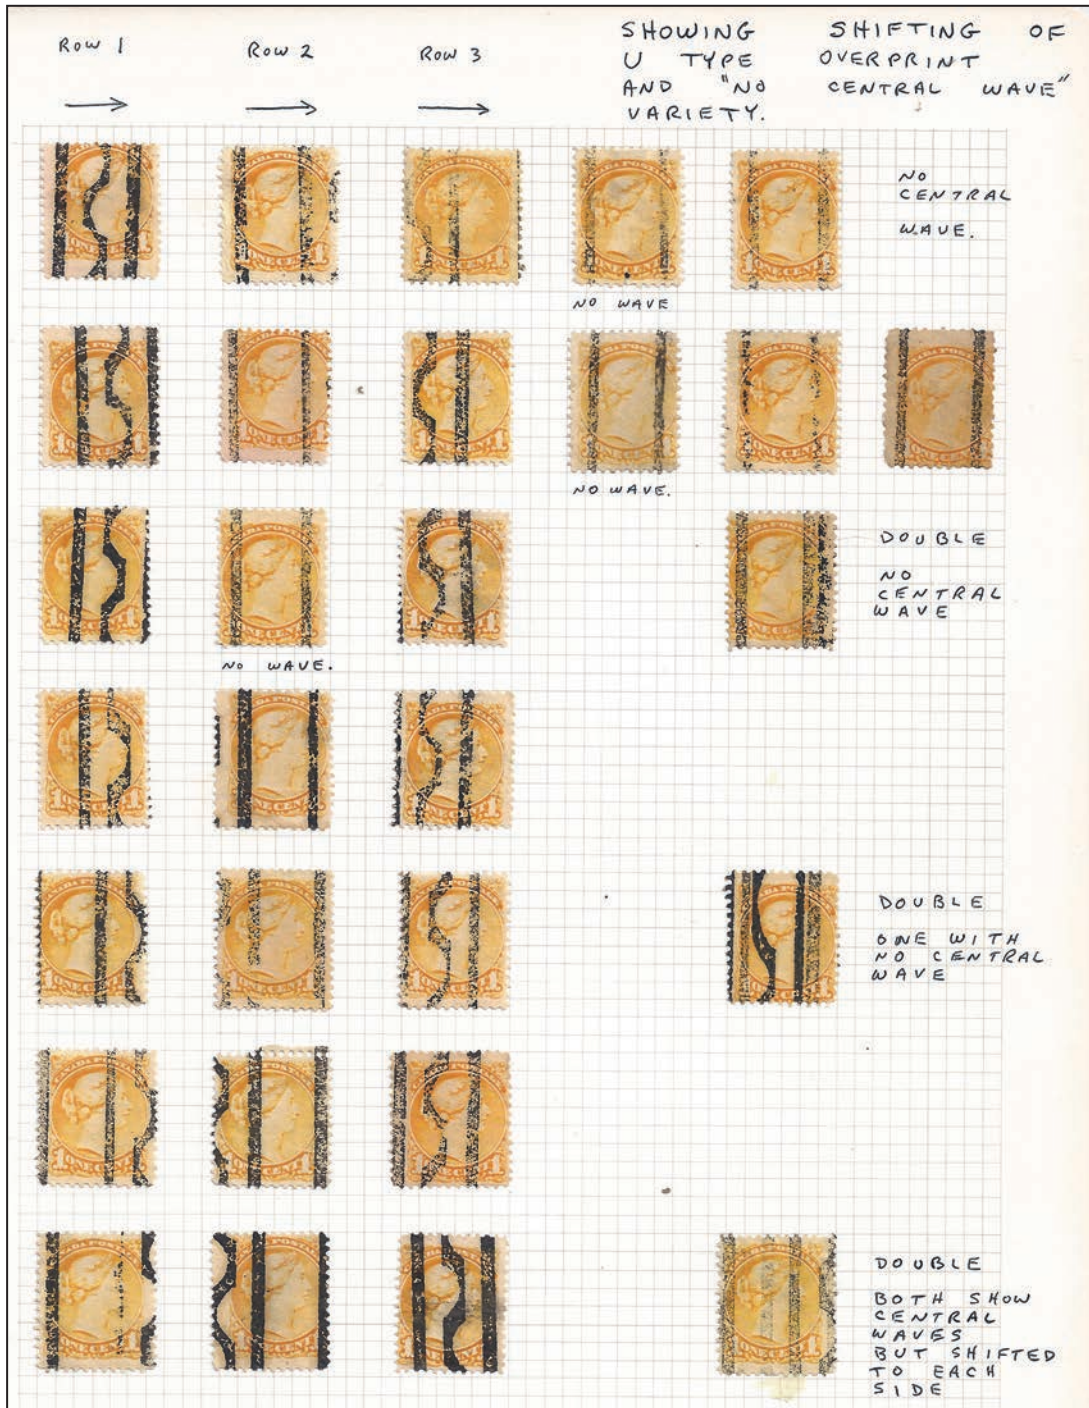 ROW 1
ROW 2
ROW 3
SHOWING SHIFTING OF
U TYPE OVERPRINT
AND "NO CENTRAL WAVE"
VARIETY.
NO
CENTRAL
WAVE.
NO WAVE
NO WAVE.
DOUBLE
NO
CENTRAL
WAVE
NO WAVE.
DOUBLE
ONE WITH
NO CENTRAL
WAVE
DOUBLE
BOTH SHOW
CENTRAL
WAVES
BUT SHIFTED
TO EACH
SIDE